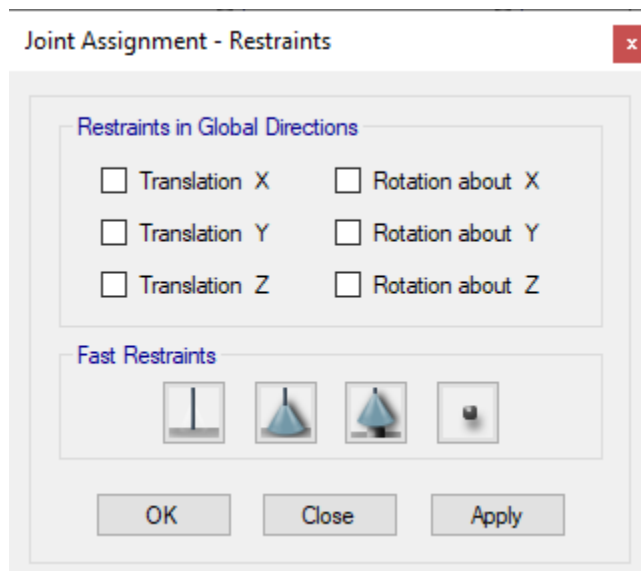 Joint Assignment - Restraints
x
Restraints in Global Directions
Translation X
Rotation about X
Translation Y
Rotation about Y
Translation Z
Rotation about Z
Fast Restraints
OK
Close
Apply